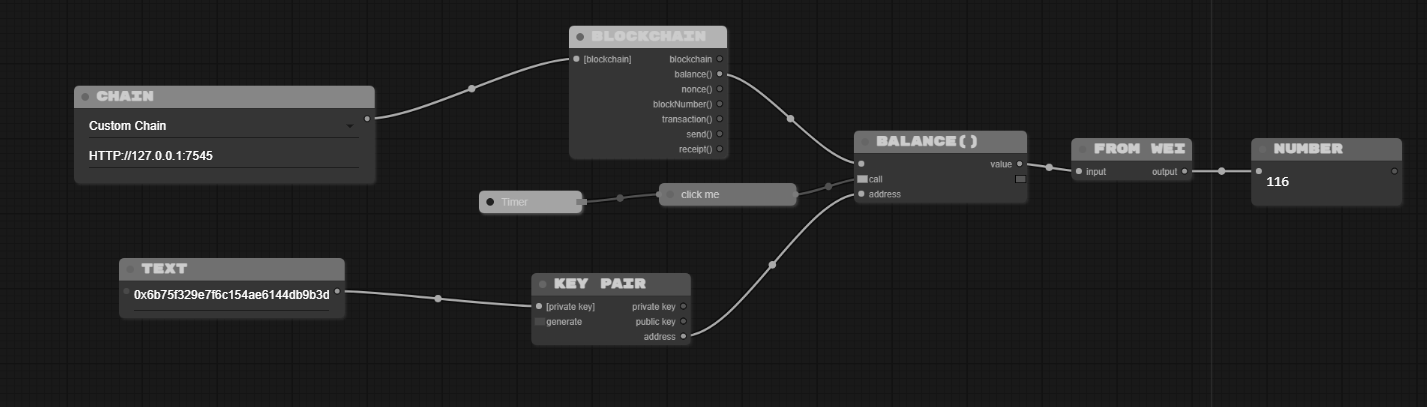 CHAIN
Custom Chain
HTTP://127.0.0.1:7545
BLOCKCHAIN
[blockchain]
blockchain
balance()
nonce()
blockNumber()
transaction()
send()
receipt()
Timer
click me
TEXT
0x6b75f329e7f6c154ae6144db9b3d
KEY PAIR
[private key]
private key
generate
public key
address
BALANCE()
value
call
address
FROM WEI
input
output
NUMBER
116